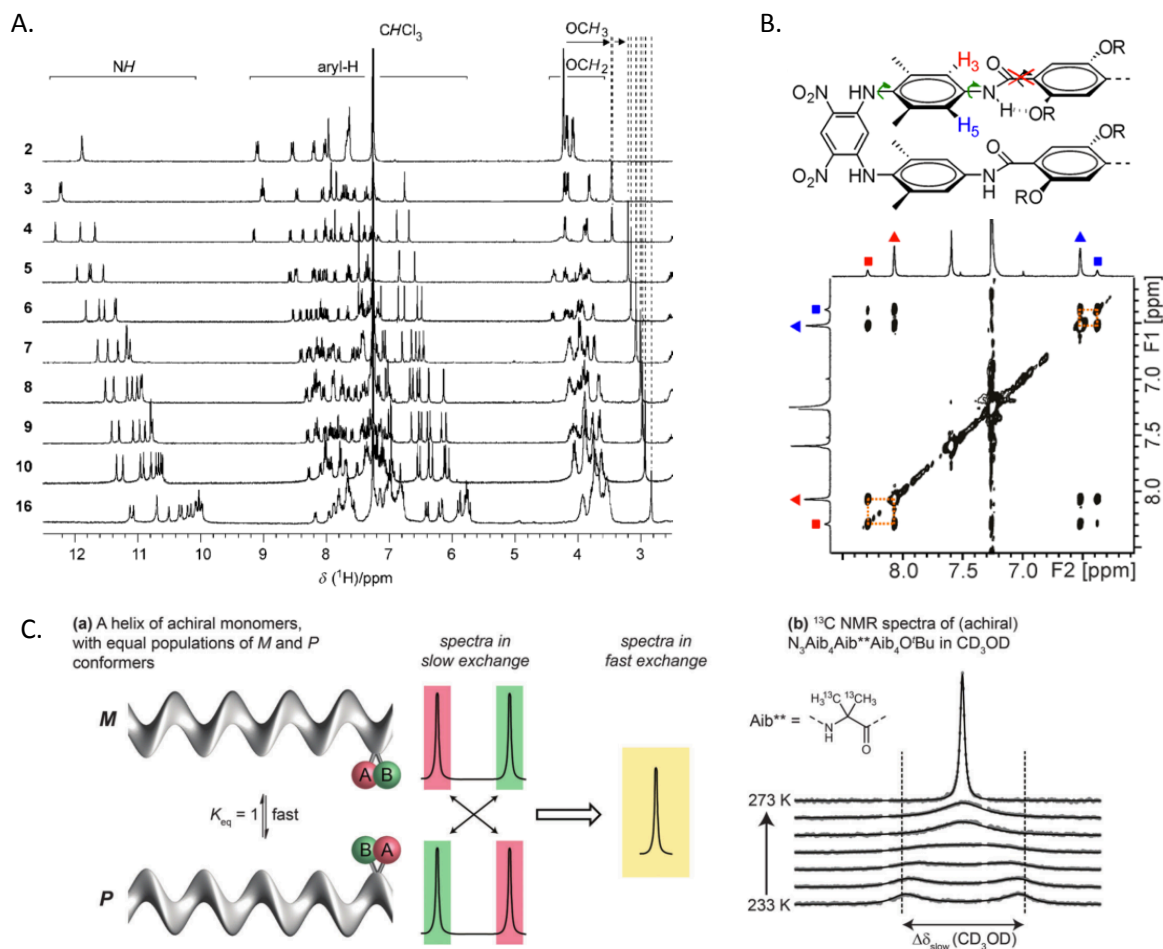 A.
CHCl3
OCH3
NH
aryl-H
OCH2
2
3
4
5
6
7
8
9
10
16
12 11 10 9 8 7 6 5 4 3
δ (1H)/ppm
B.
OR
O
H3
O2N
HN
N
H
OR
H5
O2N
HN
O
OR
N
H
RO
F1 [ppm]
7.0
7.5
8.0
8.0 7.5 7.0 F2 [ppm]
C.
(a) A helix of achiral monomers,
with equal populations of M and P
conformers
spectra in
slow exchange
spectra in
fast exchange
M
A B
Keq = 1 fast
B A
P
(b) 13C NMR spectra of (achiral)
N3Aib4Aib**Aib4OtBu in CD3OD
H313C 13CH3
Aib** =
N
H
O
273 K
233 K
Δδslow (CD3OD)